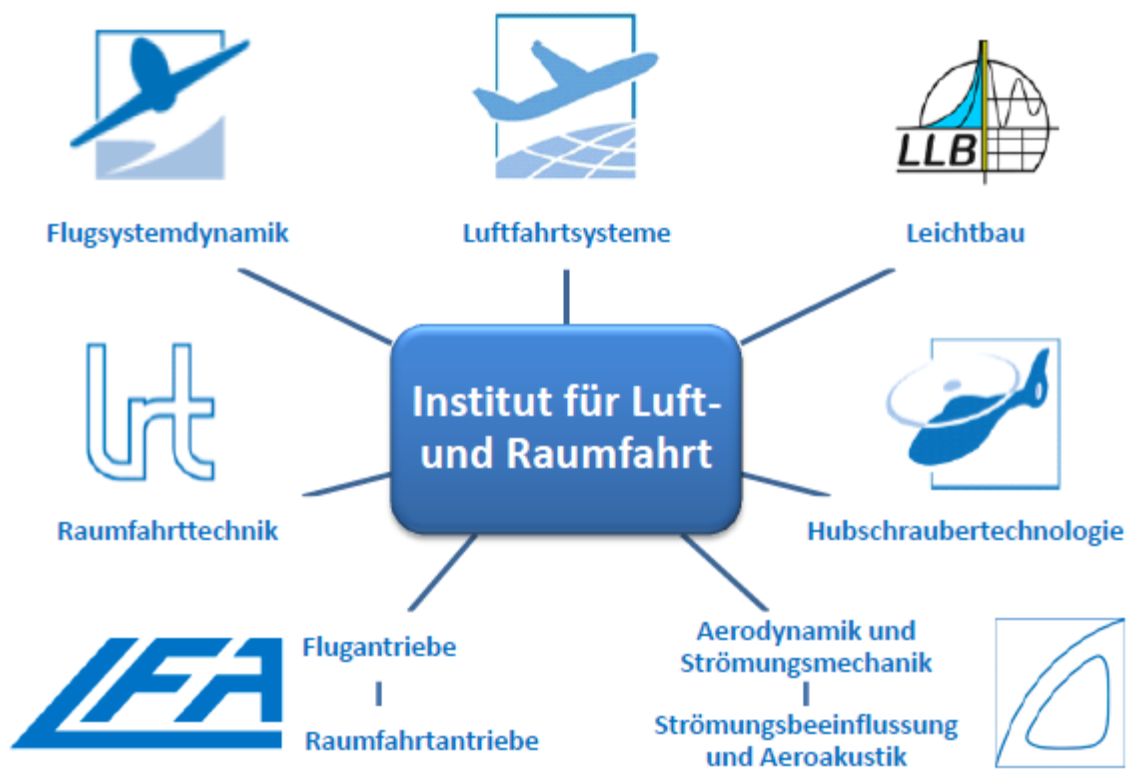 LLB
Flugsystemdynamik
Luftfahrtsysteme
Leichtbau
Institut für Luft-
und Raumfahrt
lrt
Raumfahrttechnik
Hubschraubertechnologie
LFA
Flugantriebe
Raumfahrtantriebe
Aerodynamik und
Strömungsmechanik
Strömungsbeeinflussung
und Aeroakustik